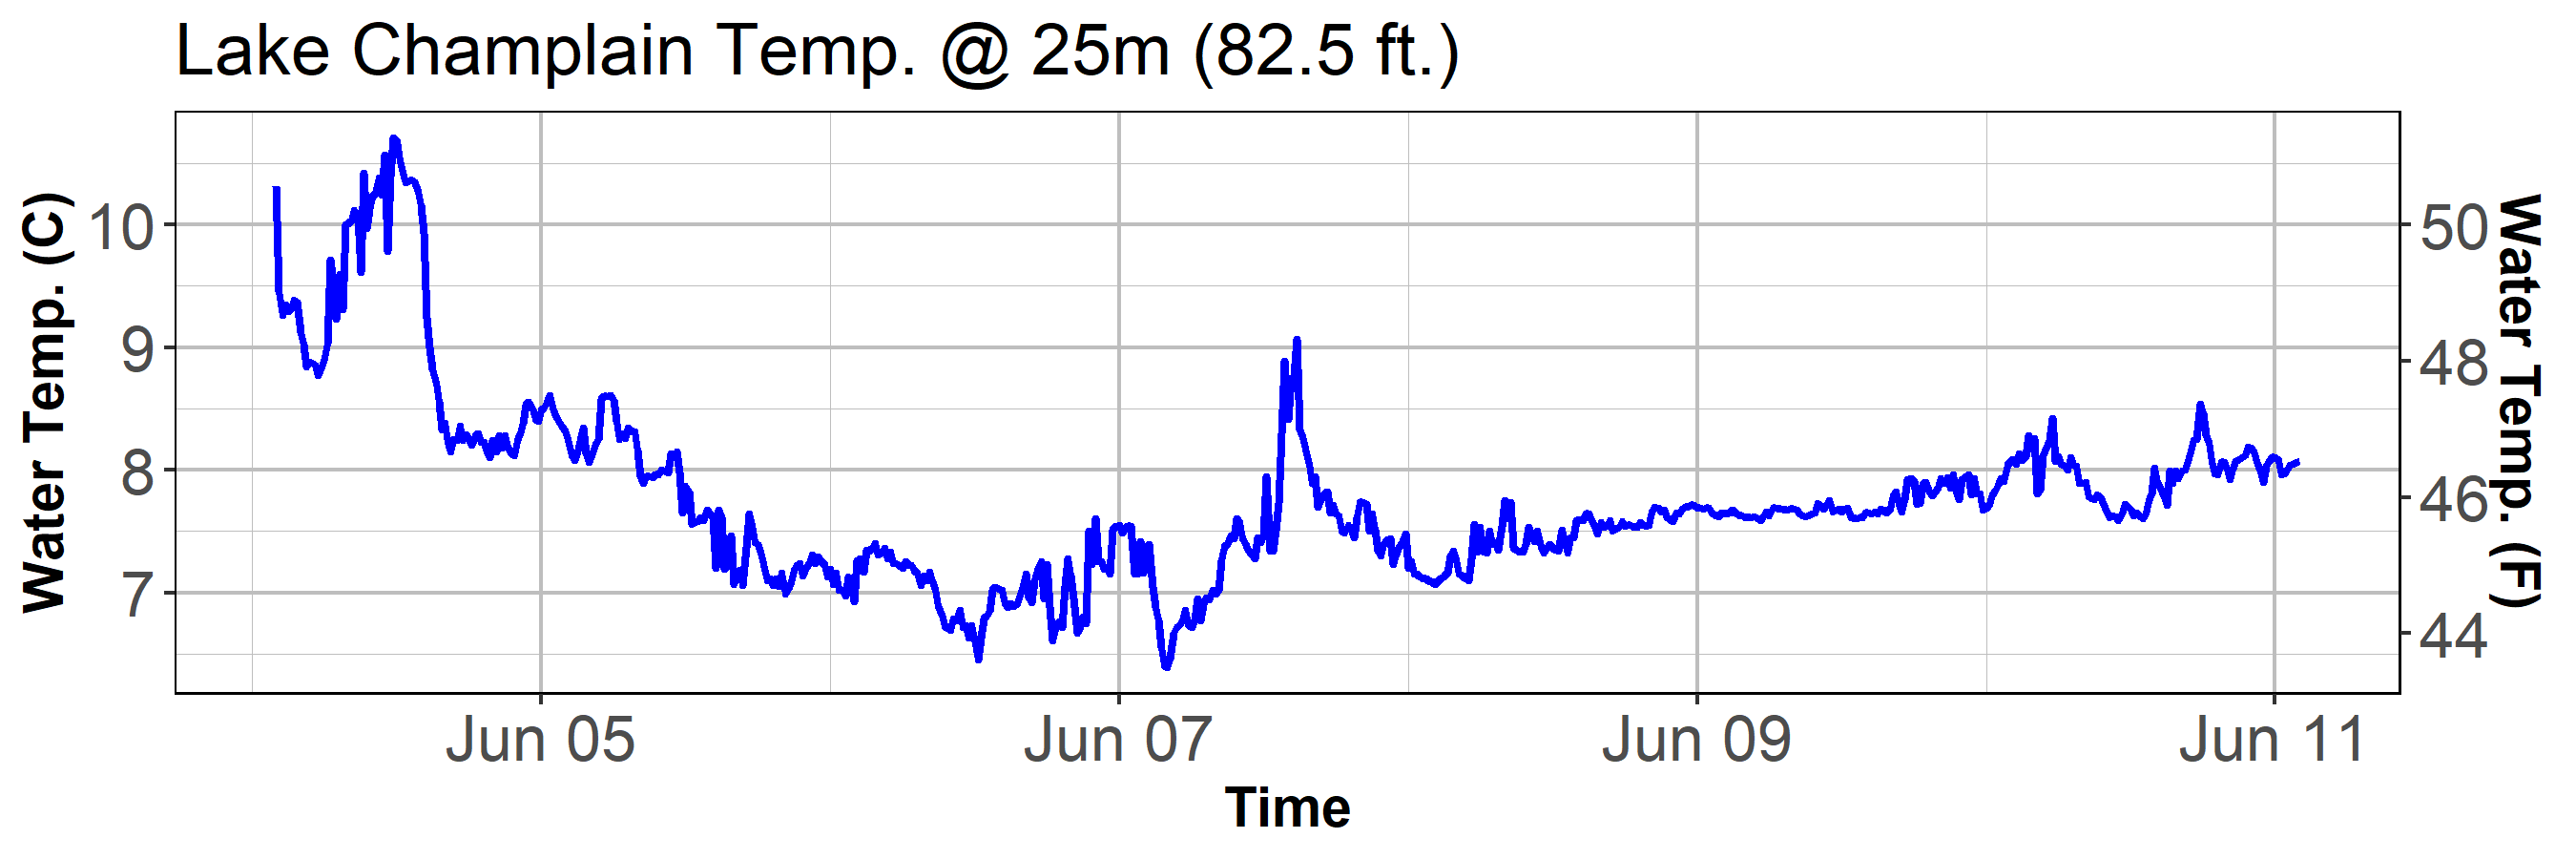 Lake Champlain Temp. @ 25m (82.5 ft.)
Water Temp. (C)
10
9
8
7
50
48
46
44
Water Temp. (F)
Jun 05
Jun 07
Jun 09
Jun 11
Time